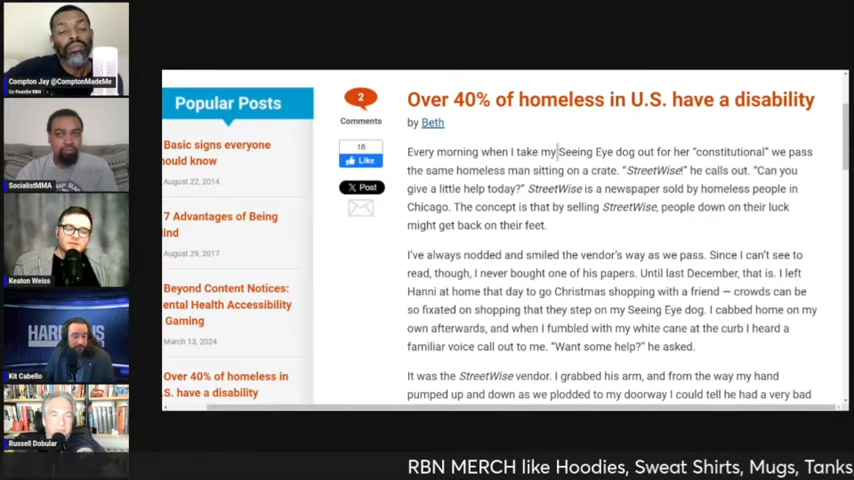 Compton Jay @ComptonMadeMe
Co-Founder RBN
SocialistMMA
Keaton Weiss
HAR
Kit Cabello
Russell Dobular
Popular Posts
Basic signs everyone
hould know
August 22, 2014
7 Advantages of Being
ind
August 29, 2017
Beyond Content Notices:
ental Health Accessibility
Gaming
March 13, 2024
Over 40% of homeless in
.S. have a disability
2
Comments
18
Like
Post
Over 40% of homeless in U.S. have a disability
by Beth
Every morning when I take my Seeing Eye dog out for her “constitutional” we pass
the same homeless man sitting on a crate. “StreetWise!” he calls out. “Can you
give a little help today?” StreetWise is a newspaper sold by homeless people in
Chicago. The concept is that by selling StreetWise, people down on their luck
might get back on their feet.
I’ve always nodded and smiled the vendor’s way as we pass. Since I can’t see to
read, though, I never bought one of his papers. Until last December, that is. I left
Hanni at home that day to go Christmas shopping with a friend — crowds can be
so fixated on shopping that they step on my Seeing Eye dog. I cabbed home on my
own afterwards, and when I fumbled with my white cane at the curb I heard a
familiar voice call out to me. “Want some help?” he asked.
It was the StreetWise vendor. I grabbed his arm, and from the way my hand
pumped up and down as we plodded to my doorway I could tell he had a very bad
RBN MERCH like Hoodies, Sweat Shirts, Mugs, Tanks